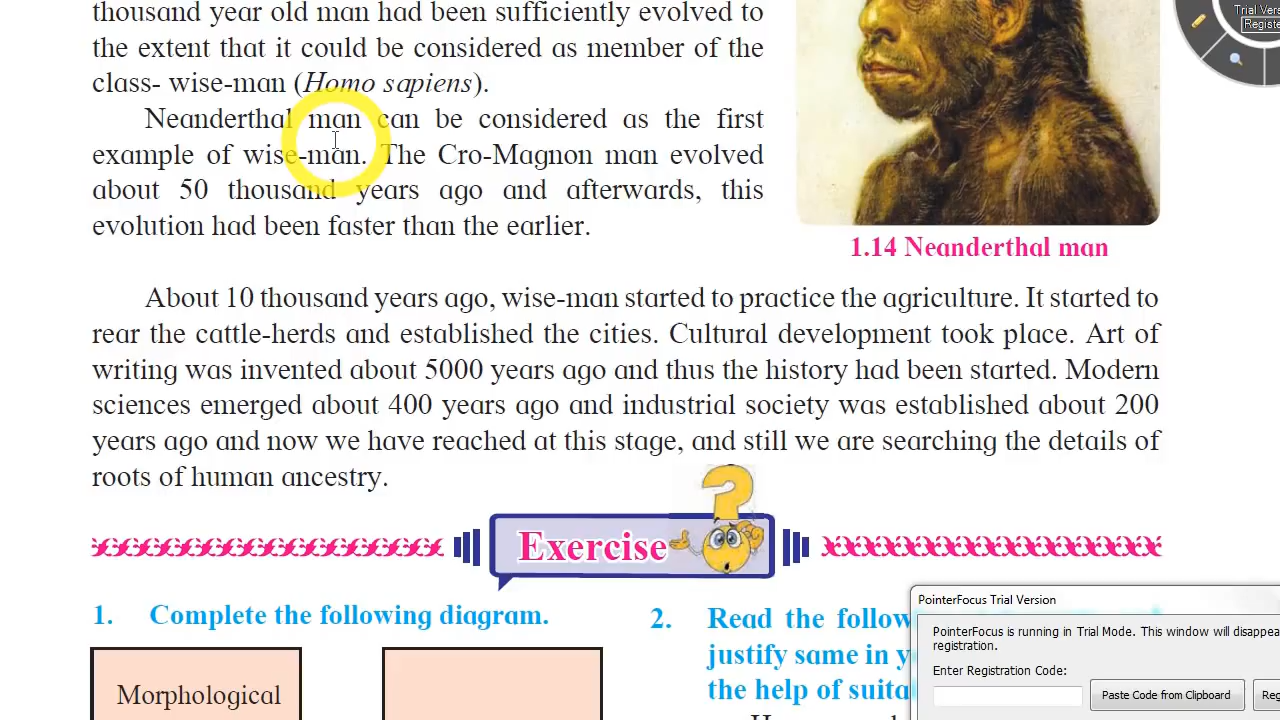 thousand year old man had been sufficiently evolved to
the extent that it could be considered as member of the
class- wise-man (Homo sapiens).
Neanderthal man can be considered as the first
example of wise-man. The Cro-Magnon man evolved
about 50 thousand years ago and afterwards, this
evolution had been faster than the earlier.
1.14 Neanderthal man
About 10 thousand years ago, wise-man started to practice the agriculture. It started to
rear the cattle-herds and established the cities. Cultural development took place. Art of
writing was invented about 5000 years ago and thus the history had been started. Modern
sciences emerged about 400 years ago and industrial society was established about 200
years ago and now we have reached at this stage, and still we are searching the details of
roots of human ancestry.
Exercise
1. Complete the following diagram.
Morphological
2. Read the follow
justify same in y
the help of suita
PointerFocus Trial Version
PointerFocus is running in Trial Mode. This window will disappea
registration.
Enter Registration Code:
Paste Code from Clipboard
Reg
Trial Vers
Registe